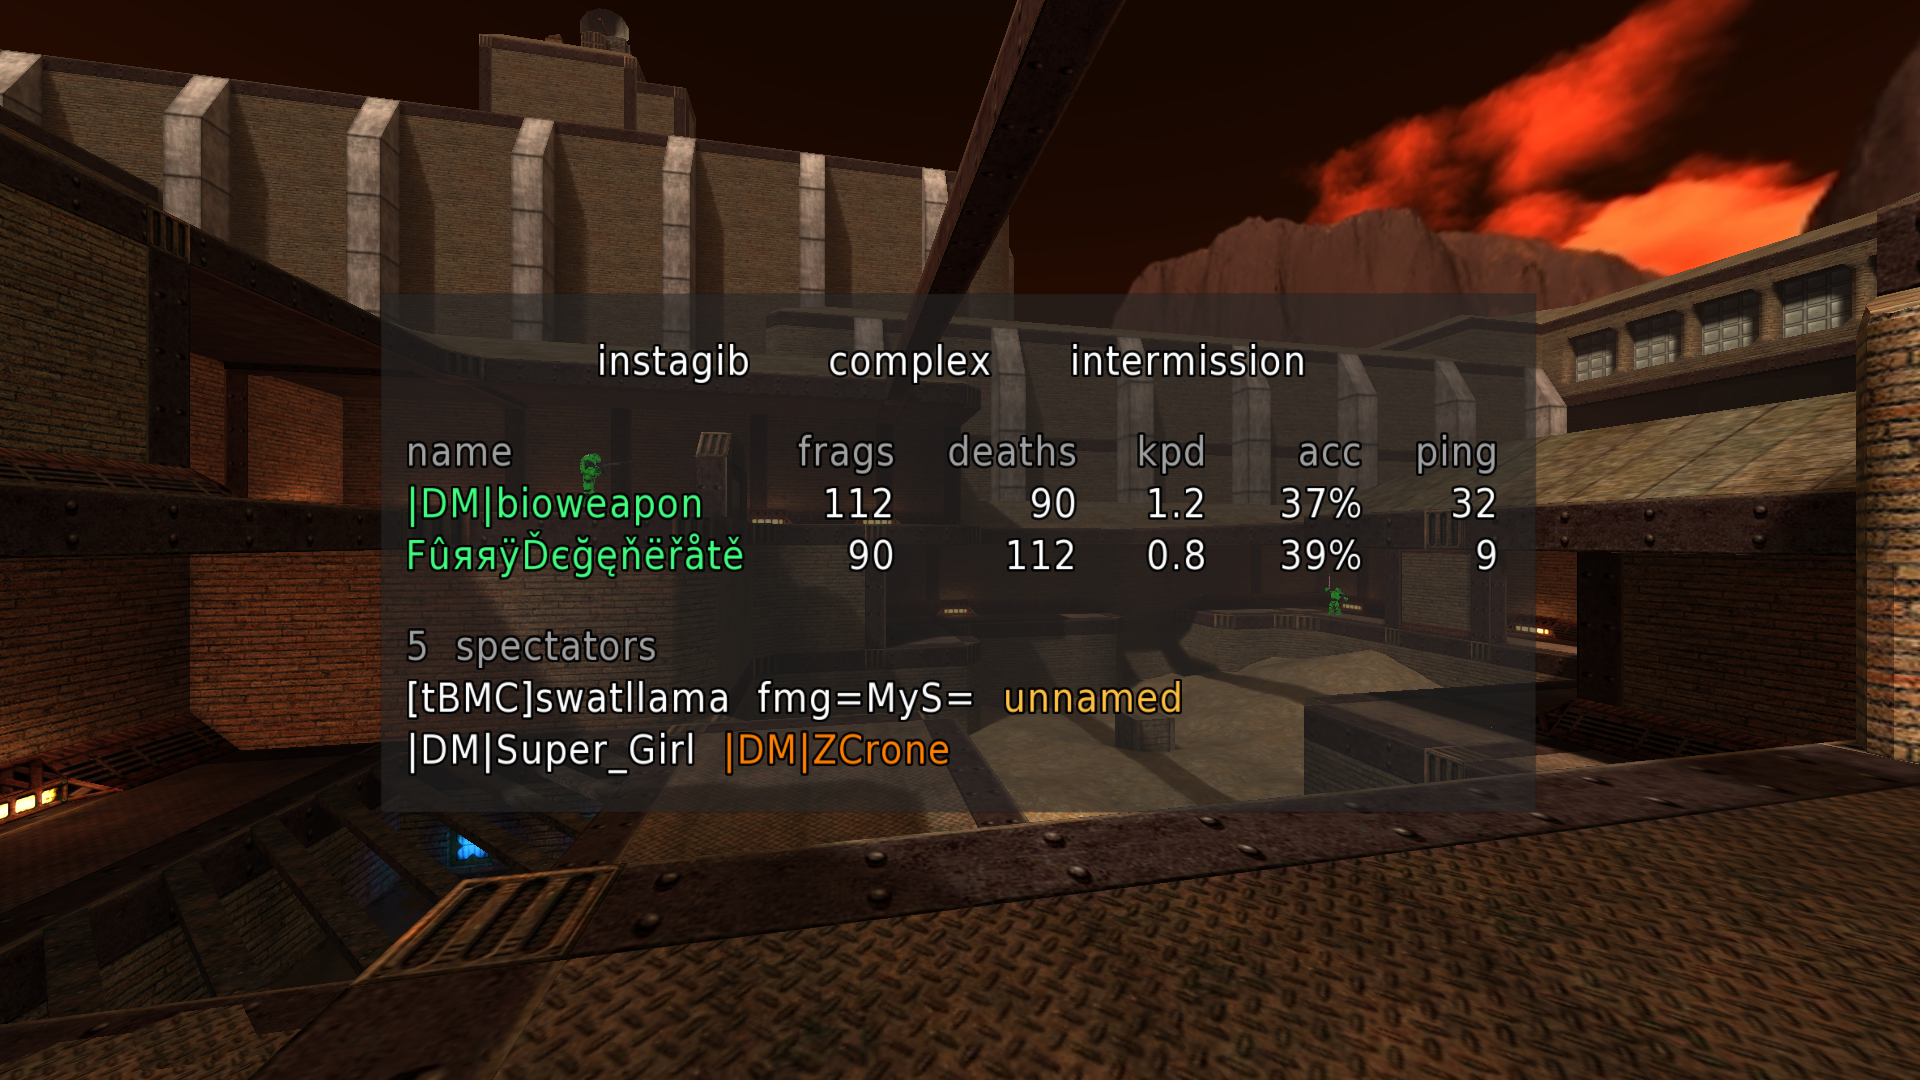 instagib complex intermission
name frags deaths kpd acc ping
|DM|bioweapon 112 90 1.2 37% 32
FûяяÿĎєğęňëřåtě 90 112 0.8 39% 9
5 spectators
[tBMC]swatllama fmg=MyS= unnamed
|DM|Super_Girl |DM|ZCrone